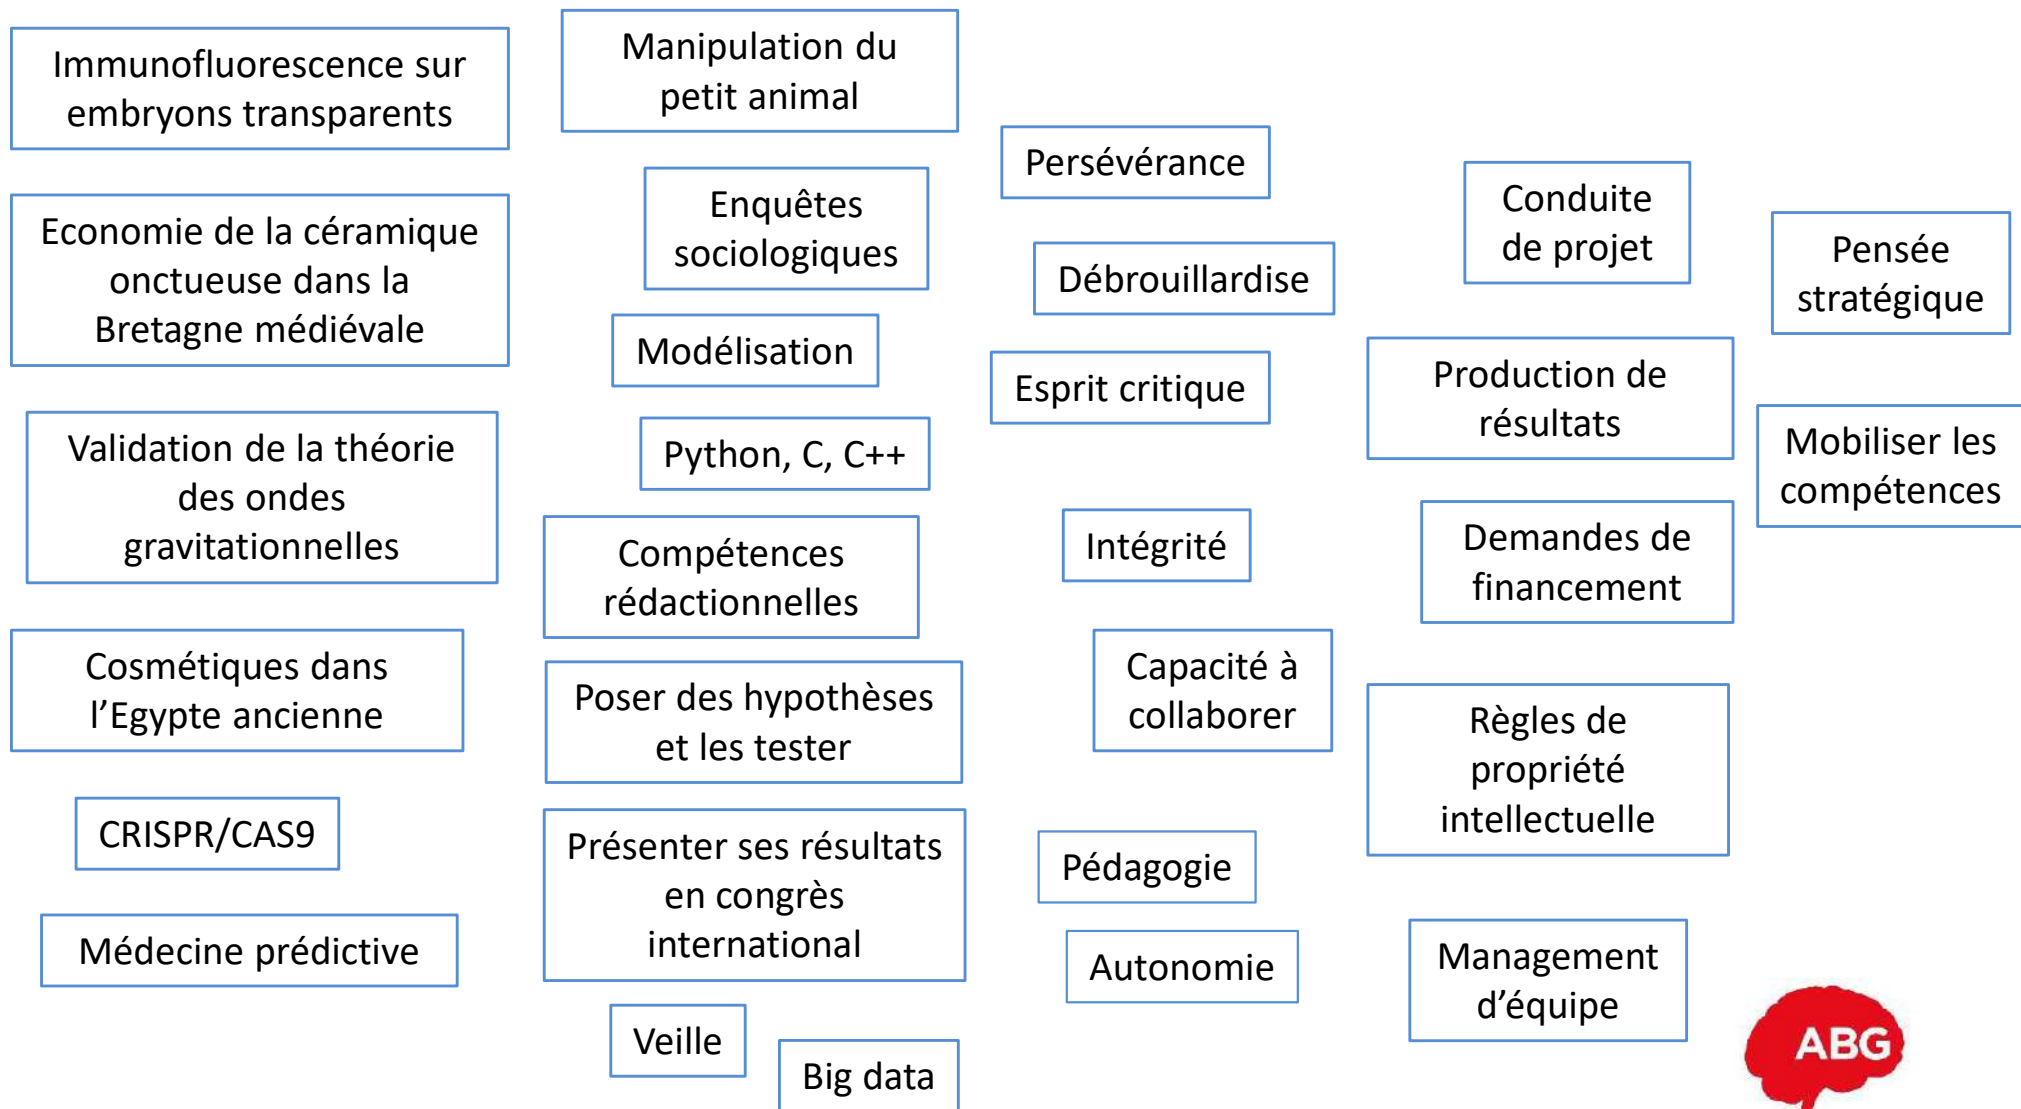 Immunofluorescence sur
embryons transparents
Economie de la céramique
onctueuse dans la
Bretagne médiévale
Validation de la théorie
des ondes
gravitationnelles
Cosmétiques dans
l’Egypte ancienne
CRISPR/CAS9
Médecine prédictive
Manipulation du
petit animal
Enquêtes
sociologiques
Modélisation
Python, C, C++
Compétences
rédactionnelles
Poser des hypothèses
et les tester
Présenter ses résultats
en congrès
international
Veille
Big data
Persévérance
Débrouillardise
Esprit critique
Intégrité
Capacité à
collaborer
Pédagogie
Autonomie
Conduite
de projet
Production de
résultats
Demandes de
financement
Règles de
propriété
intellectuelle
Management
d’équipe
Pensée
stratégique
Mobiliser les
compétences
ABG